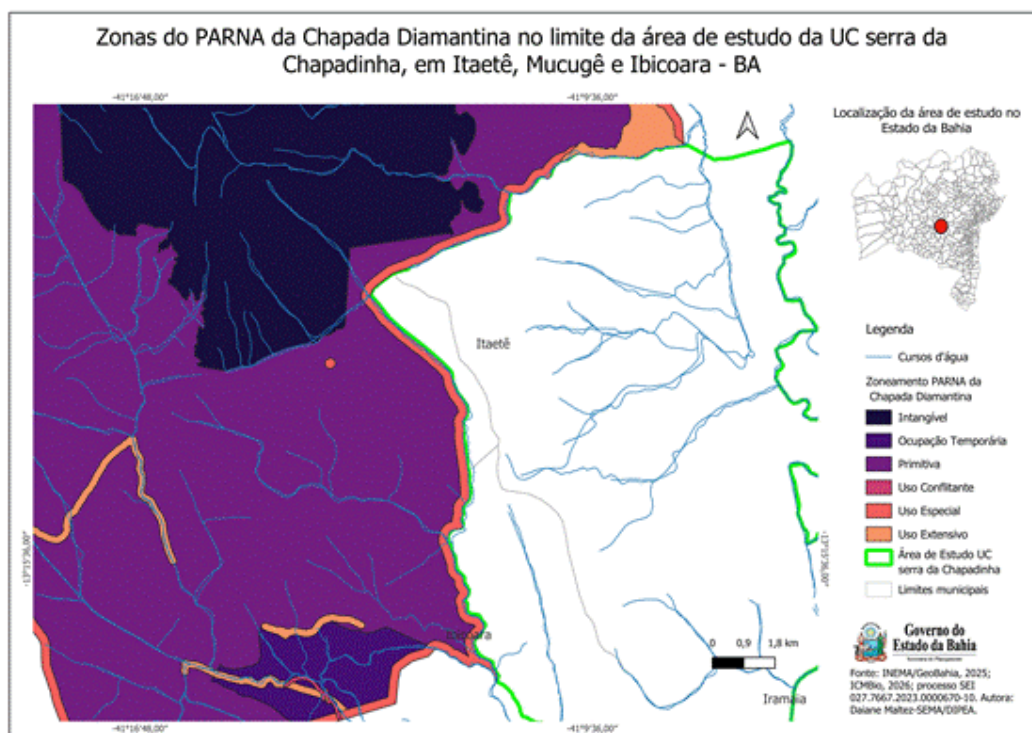 Zonas do PARNA da Chapada Diamantina no limite da área de estudo da UC serra da
Chapadinha, em Itaetê, Mucugê e Ibicoara - BA
-41°16'48,00"
-41°9'36,00"
Localização da área de estudo no
Estado da Bahia
Itaetê
Legenda
Cursos d'água
Zoneamento PARNA da
Chapada Diamantina
Intangível
Ocupação Temporária
Primitiva
Uso Conflitante
Uso Especial
Uso Extensivo
Área de Estudo UC
serra da Chapadinha
Limites municipais
-13°15'36,00"
-13°15'36,00"
Ibicoara
0 0,9 1,8 km
Iramaia
Governo do
Estado da Bahia
Fonte: INEMA/GeoBahia, 2025;
ICMBio, 2026; processo SEI
027.7667.2023.0000670-10. Autora:
Daiane Maltez-SEMA/DIPEA.
-41°16'48,00"
-41°9'36,00"